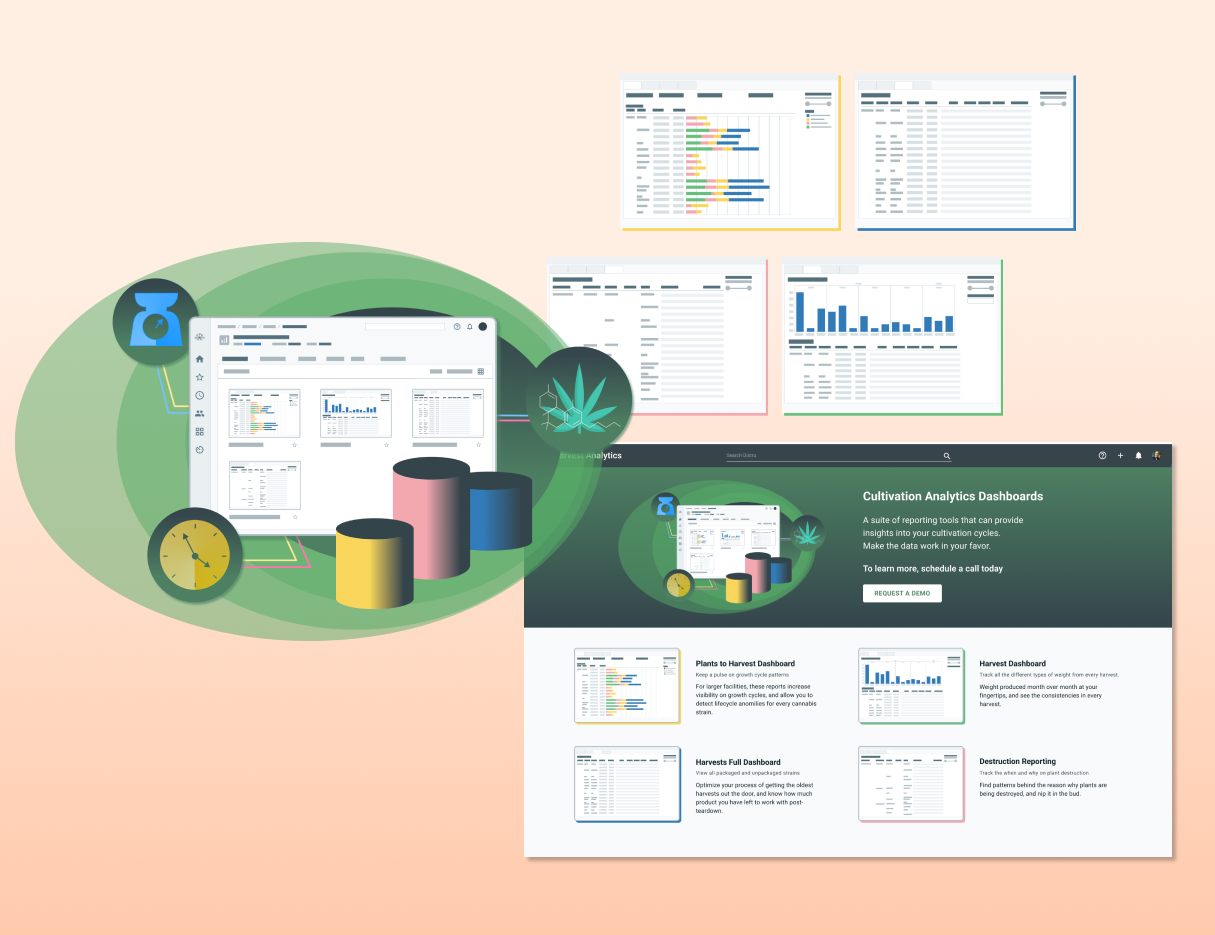 Analytics
Search Distru
Cultivation Analytics Dashboards
A suite of reporting tools that can provide
insights into your cultivation cycles.
Make the data work in your favor.
To learn more, schedule a call today
REQUEST A DEMO
Plants to Harvest Dashboard
Keep a pulse on growth cycle patterns
For larger facilities, these reports increase
visibility on growth cycles, and allow you to
detect lifecycle anomilies for every cannabis
strain.
Harvest Dashboard
Track all the different types of weight from every harvest.
Weight produced month over month at your
fingertips, and see the consistencies in every
harvest.
Harvests Full Dashboard
View all packaged and unpackaged strains
Optimize your process of getting the oldest
harvests out the door, and know how much
product you have left to work with post-
teardown.
Destruction Reporting
Track the when and why on plant destruction
Find patterns behind the reason why plants are
being destroyed, and nip it in the bud.